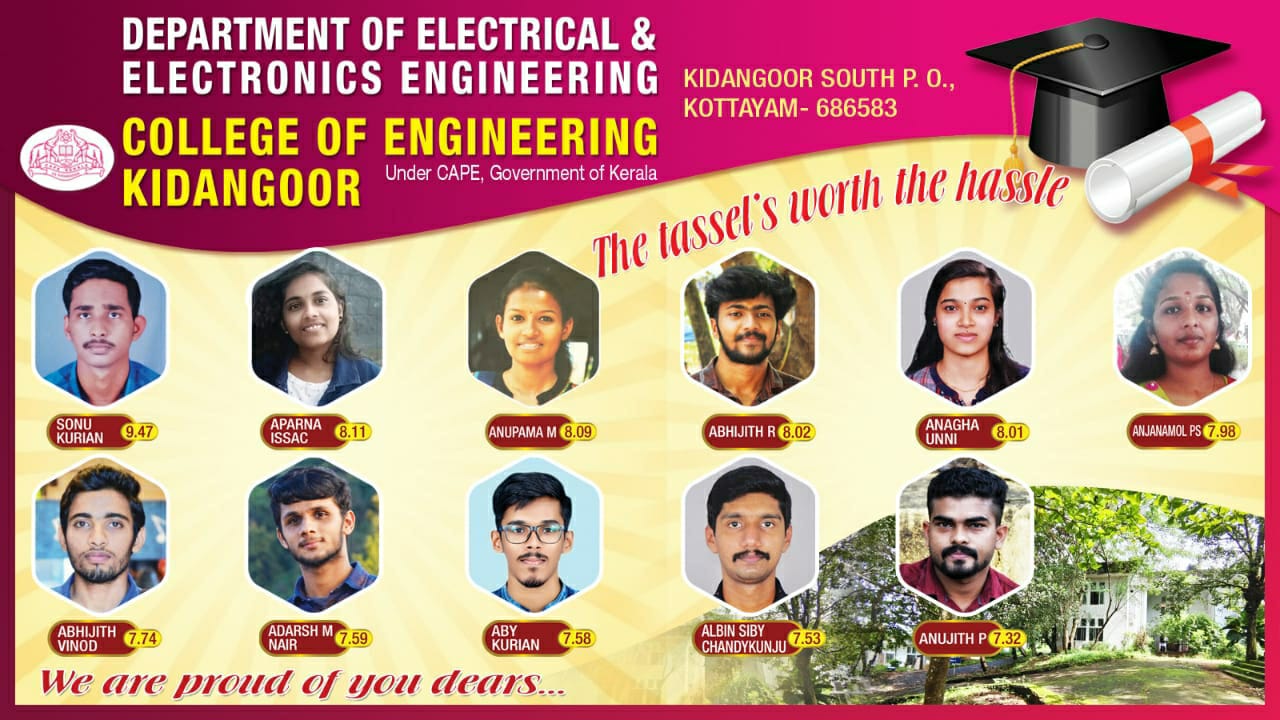 DEPARTMENT OF ELECTRICAL &
ELECTRONICS ENGINEERING
COLLEGE OF ENGINEERING
KIDANGOOR
Under CAPE, Government of Kerala
KIDANGOOR SOUTH P. O.,
KOTTAYAM- 686583
The tassel's worth the hassle
SONU
KURIAN 9.47
APARNA
ISSAC 8.11
ANUPAMA M 8.09
ABHIJITH R 8.02
ANAGHA
UNNI 8.01
ANJANAMOL PS 7.98
ABHIJITH
VINOD 7.74
ADARSH M
NAIR 7.59
ABY
KURIAN 7.58
ALBIN SIBY
CHANDYKUNJU 7.53
ANUJITH P 7.32
We are proud of you dears...